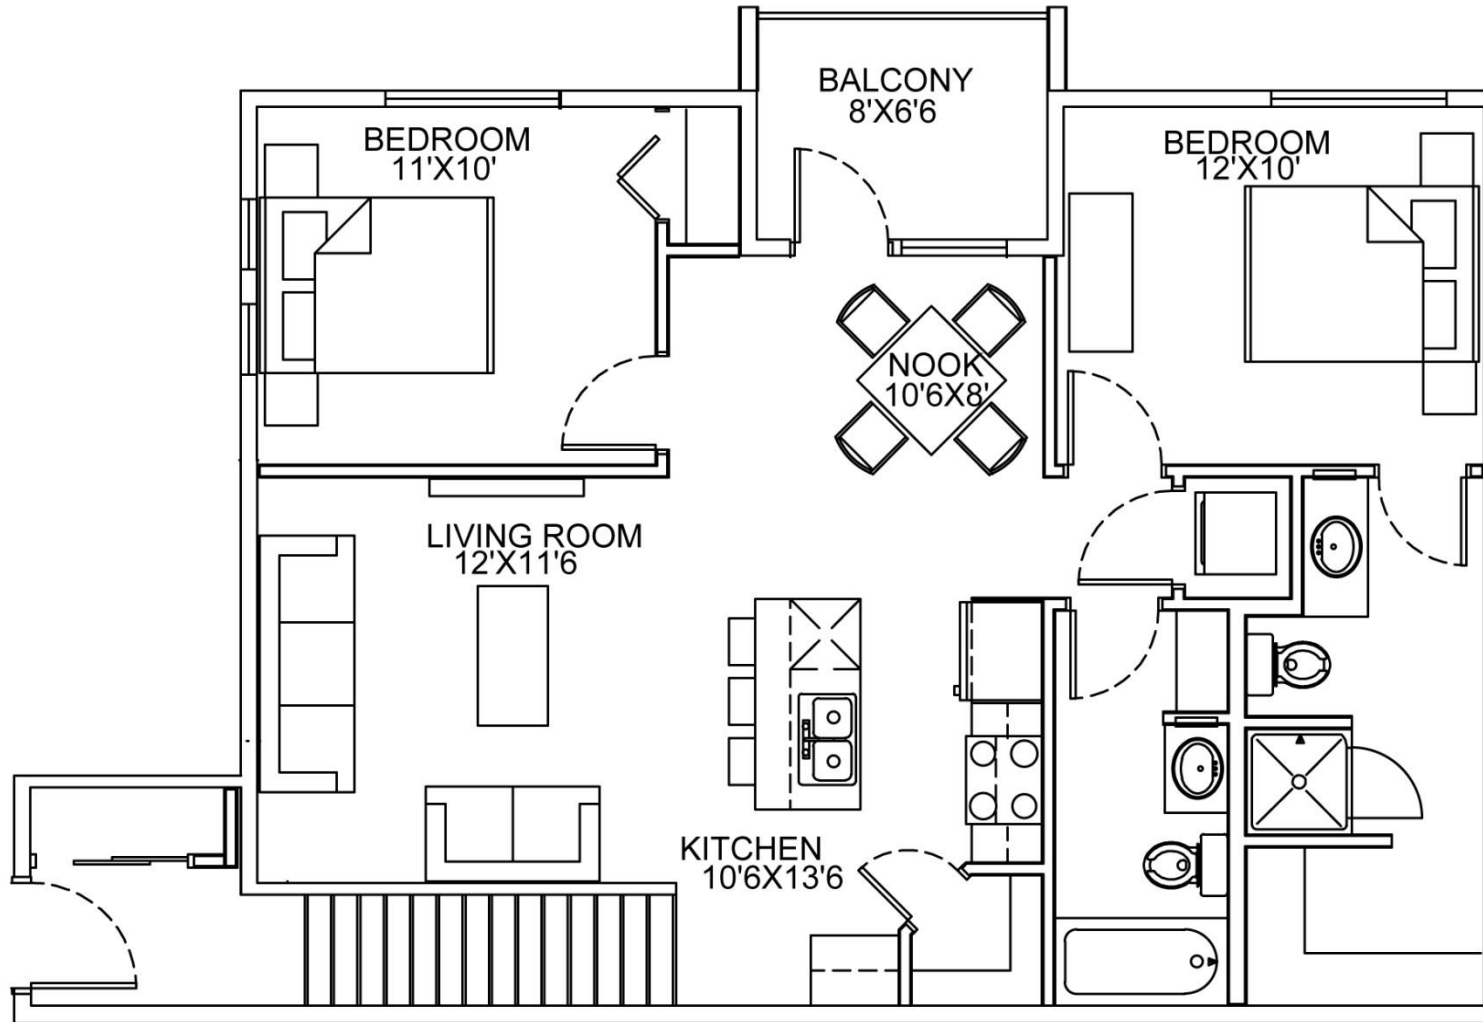 BALCONY
8'X6'6
BEDROOM
11'X10'
BEDROOM
12'X10'
NOOK
10'6X8'
LIVING ROOM
12'X11'6
KITCHEN
10'6X13'6